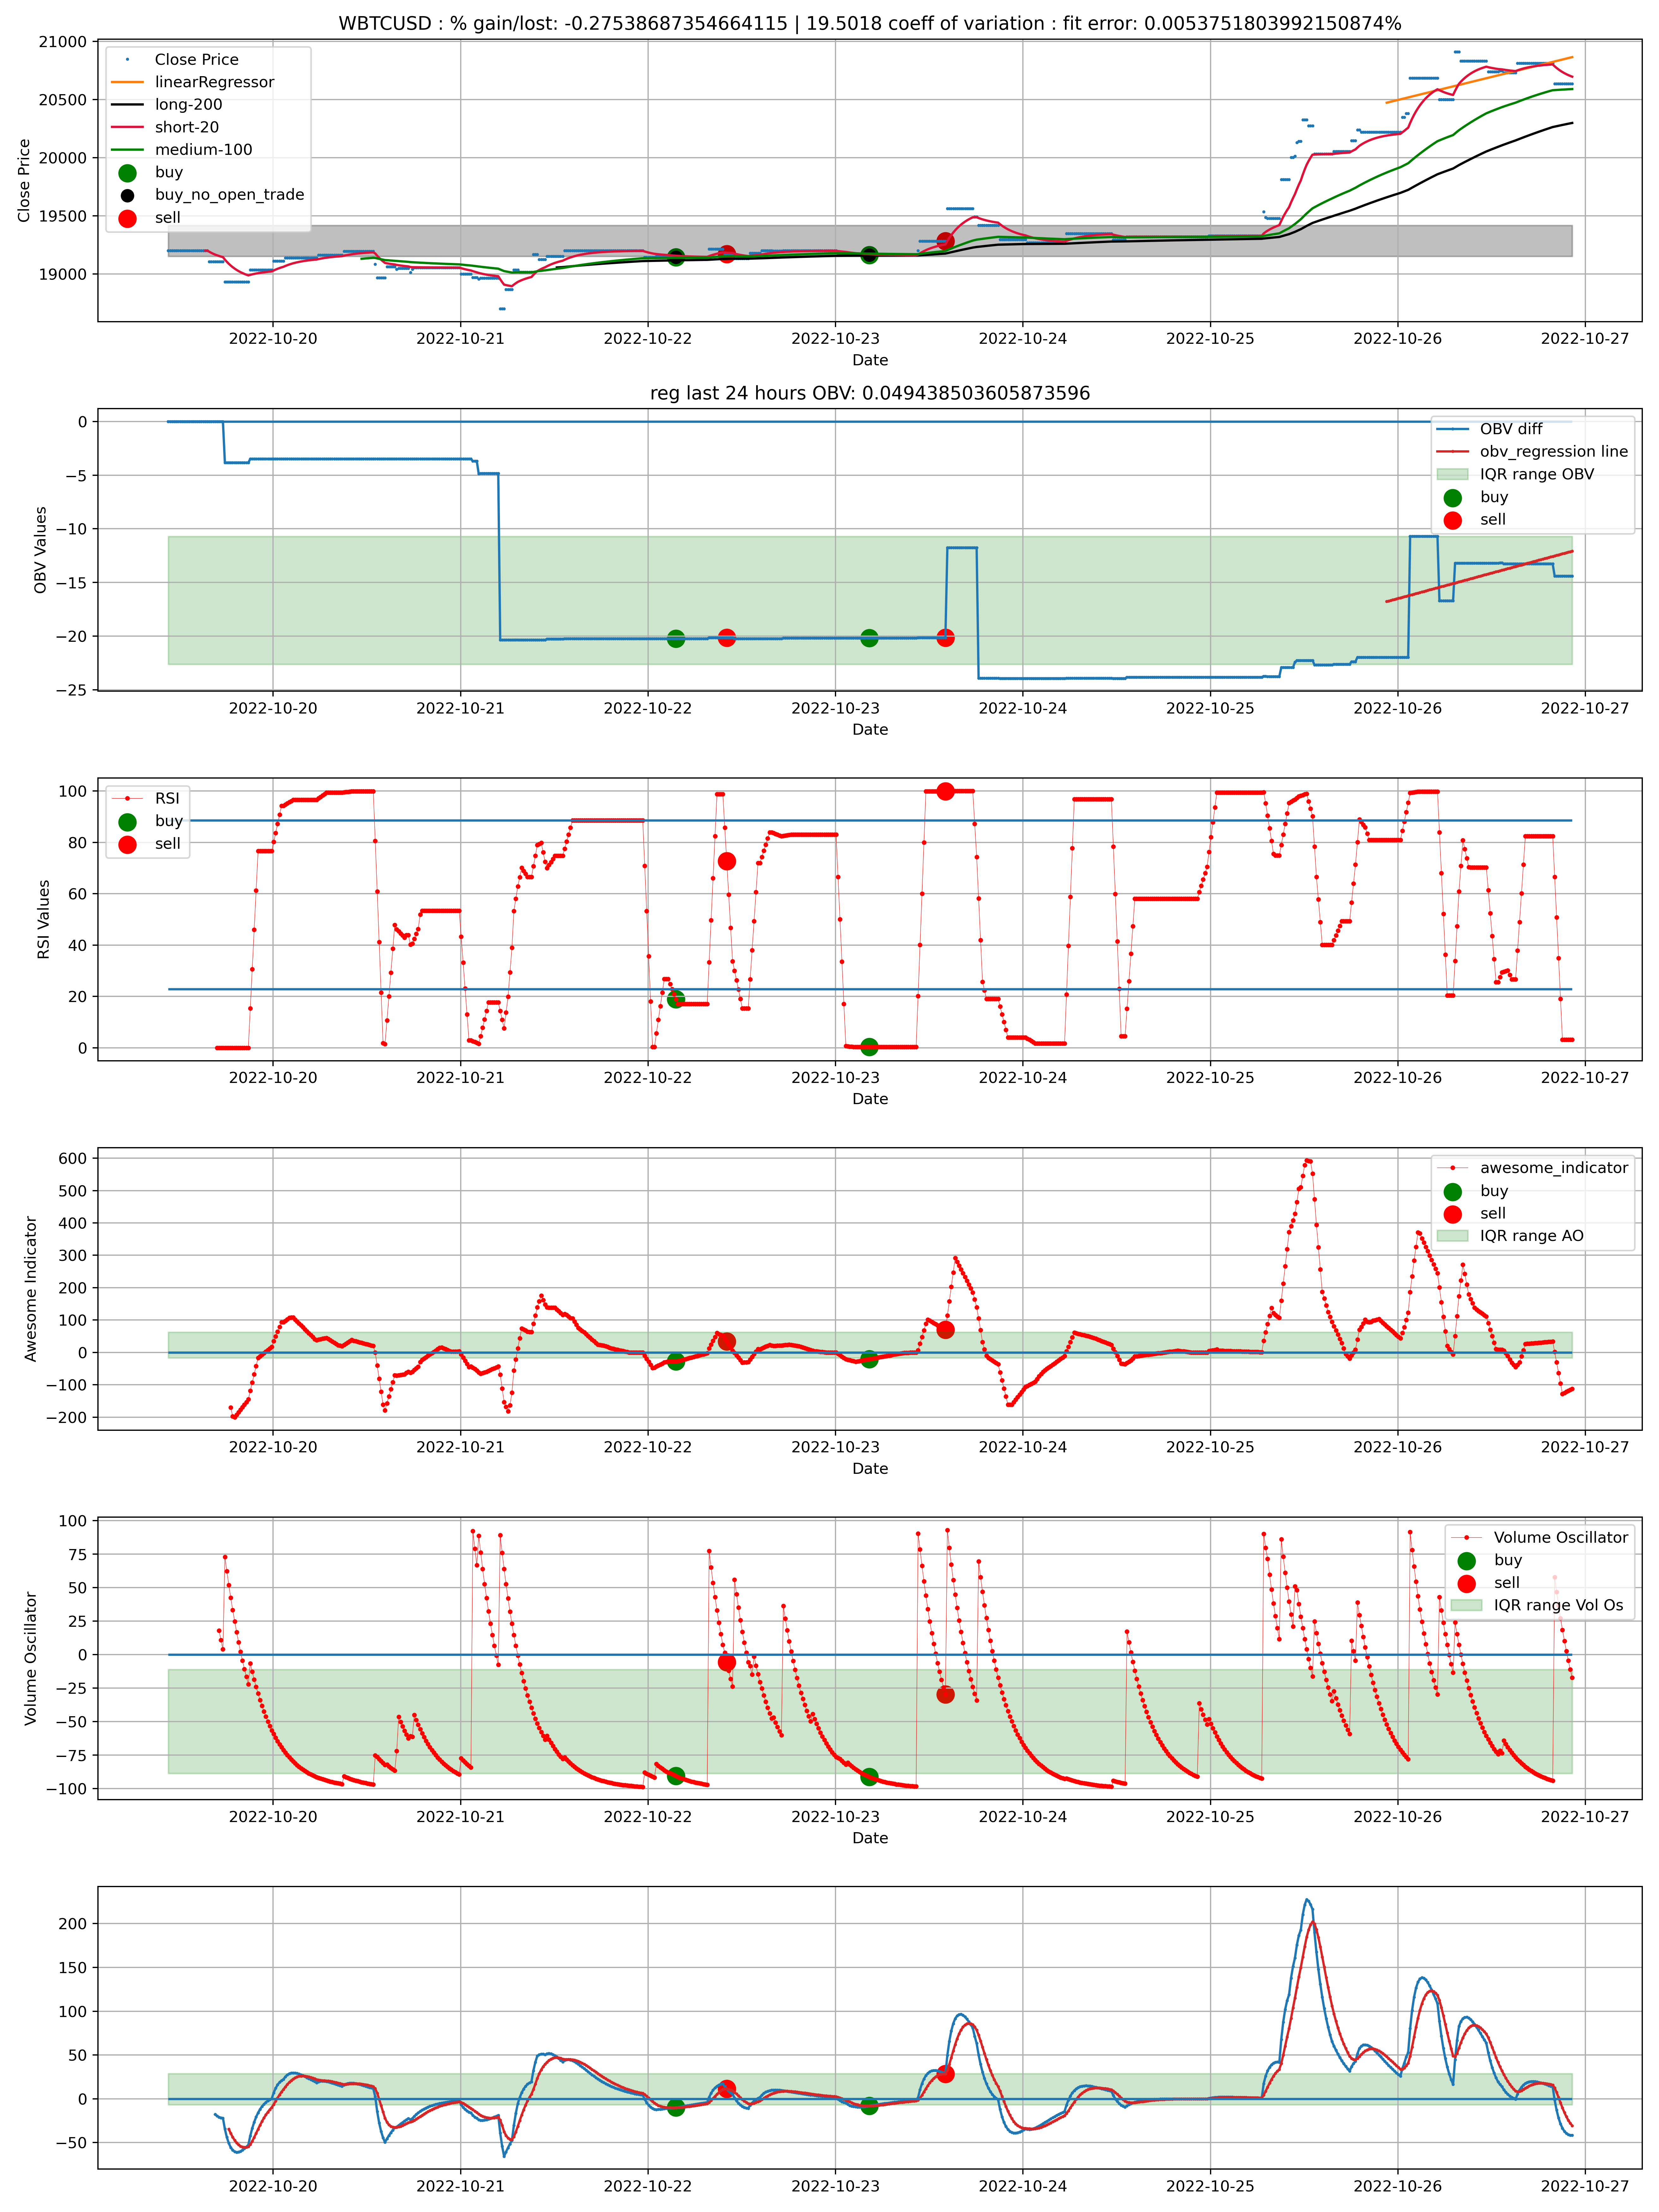 WBTCUSD : % gain/lost: -0.27538687354664115 | 19.5018 coeff of variation : fit error: 0.0053751803992150874%
21000
20500
20000
19500
19000
Close Price
Close Price
linearRegressor
long-200
short-20
medium-100
buy
buy_no_open_trade
sell
2022-10-20 2022-10-21 2022-10-22 2022-10-23 2022-10-24 2022-10-25 2022-10-26 2022-10-27
Date
reg last 24 hours OBV: 0.049438503605873596
0
−5
−10
−15
−20
−25
OBV Values
OBV diff
obv_regression line
IQR range OBV
buy
sell
2022-10-20 2022-10-21 2022-10-22 2022-10-23 2022-10-24 2022-10-25 2022-10-26 2022-10-27
Date
100
80
60
40
20
0
RSI Values
RSI
buy
sell
2022-10-20 2022-10-21 2022-10-22 2022-10-23 2022-10-24 2022-10-25 2022-10-26 2022-10-27
Date
600
500
400
300
200
100
0
−100
−200
Awesome Indicator
awesome_indicator
buy
sell
IQR range AO
2022-10-20 2022-10-21 2022-10-22 2022-10-23 2022-10-24 2022-10-25 2022-10-26 2022-10-27
Date
100
75
50
25
0
−25
−50
−75
−100
Volume Oscillator
Volume Oscillator
buy
sell
IQR range Vol Os
2022-10-20 2022-10-21 2022-10-22 2022-10-23 2022-10-24 2022-10-25 2022-10-26 2022-10-27
Date
200
150
100
50
0
−50
2022-10-20 2022-10-21 2022-10-22 2022-10-23 2022-10-24 2022-10-25 2022-10-26 2022-10-27